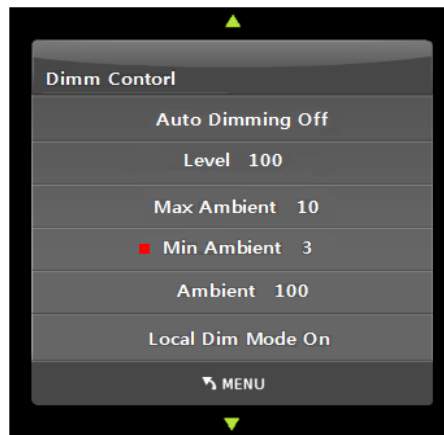 Dimm Contorl
Auto Dimming Off
Level 100
Max Ambient 10
Min Ambient 3
Ambient 100
Local Dim Mode On
MENU